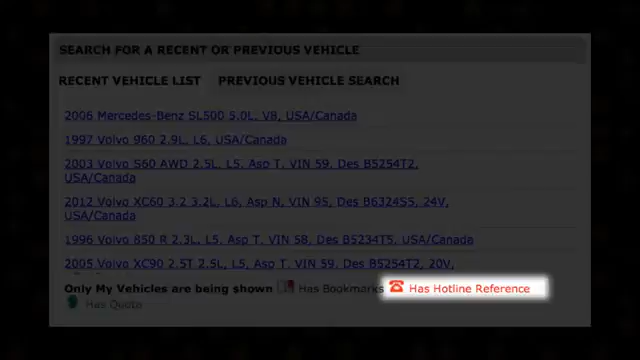 SEARCH FOR A RECENT OR PREVIOUS VEHICLE
RECENT VEHICLE LIST PREVIOUS VEHICLE SEARCH
2006 Mercedes-Benz SL500 5.0L, V8, USA/Canada
1997 Volvo 960 2.9L, L6, USA/Canada
2003 Volvo S60 AWD 2.5L, L5, Asp T, VIN 59, Des B5254T2,
USA/Canada
2012 Volvo XC60 3.2 3.2L, L6, Asp N, VIN 95, Des B6324S5, 24V,
USA/Canada
1996 Volvo 850 R 2.3L, L5, Asp T, VIN 58, Des B5234T5, USA/Canada
2005 Volvo XC90 2.5T 2.5L, L5, Asp T, VIN 59, Des B5254T2, 20V,
Only My Vehicles are being shown Has Bookmarks Has Hotline Reference
Has Quote